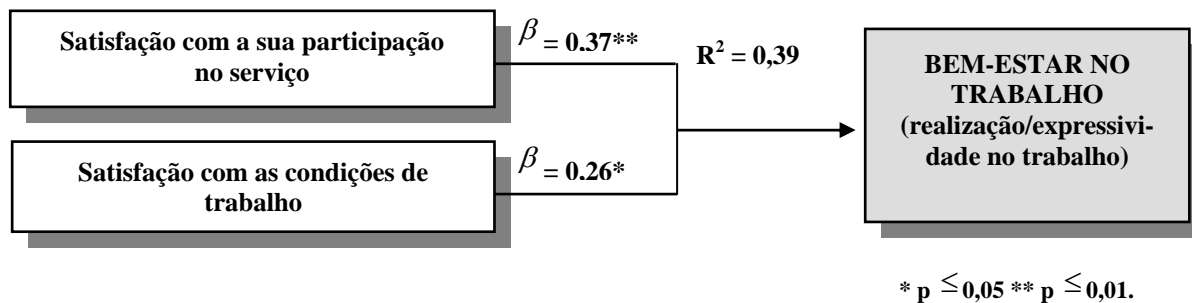 Satisfação com a sua participação
no serviço
β = 0.37**
R² = 0,39
BEM-ESTAR NO
TRABALHO
(realização/expressivi-
dade no trabalho)
Satisfação com as condições de
trabalho
β = 0.26*
* p ≤ 0,05 ** p ≤ 0,01.